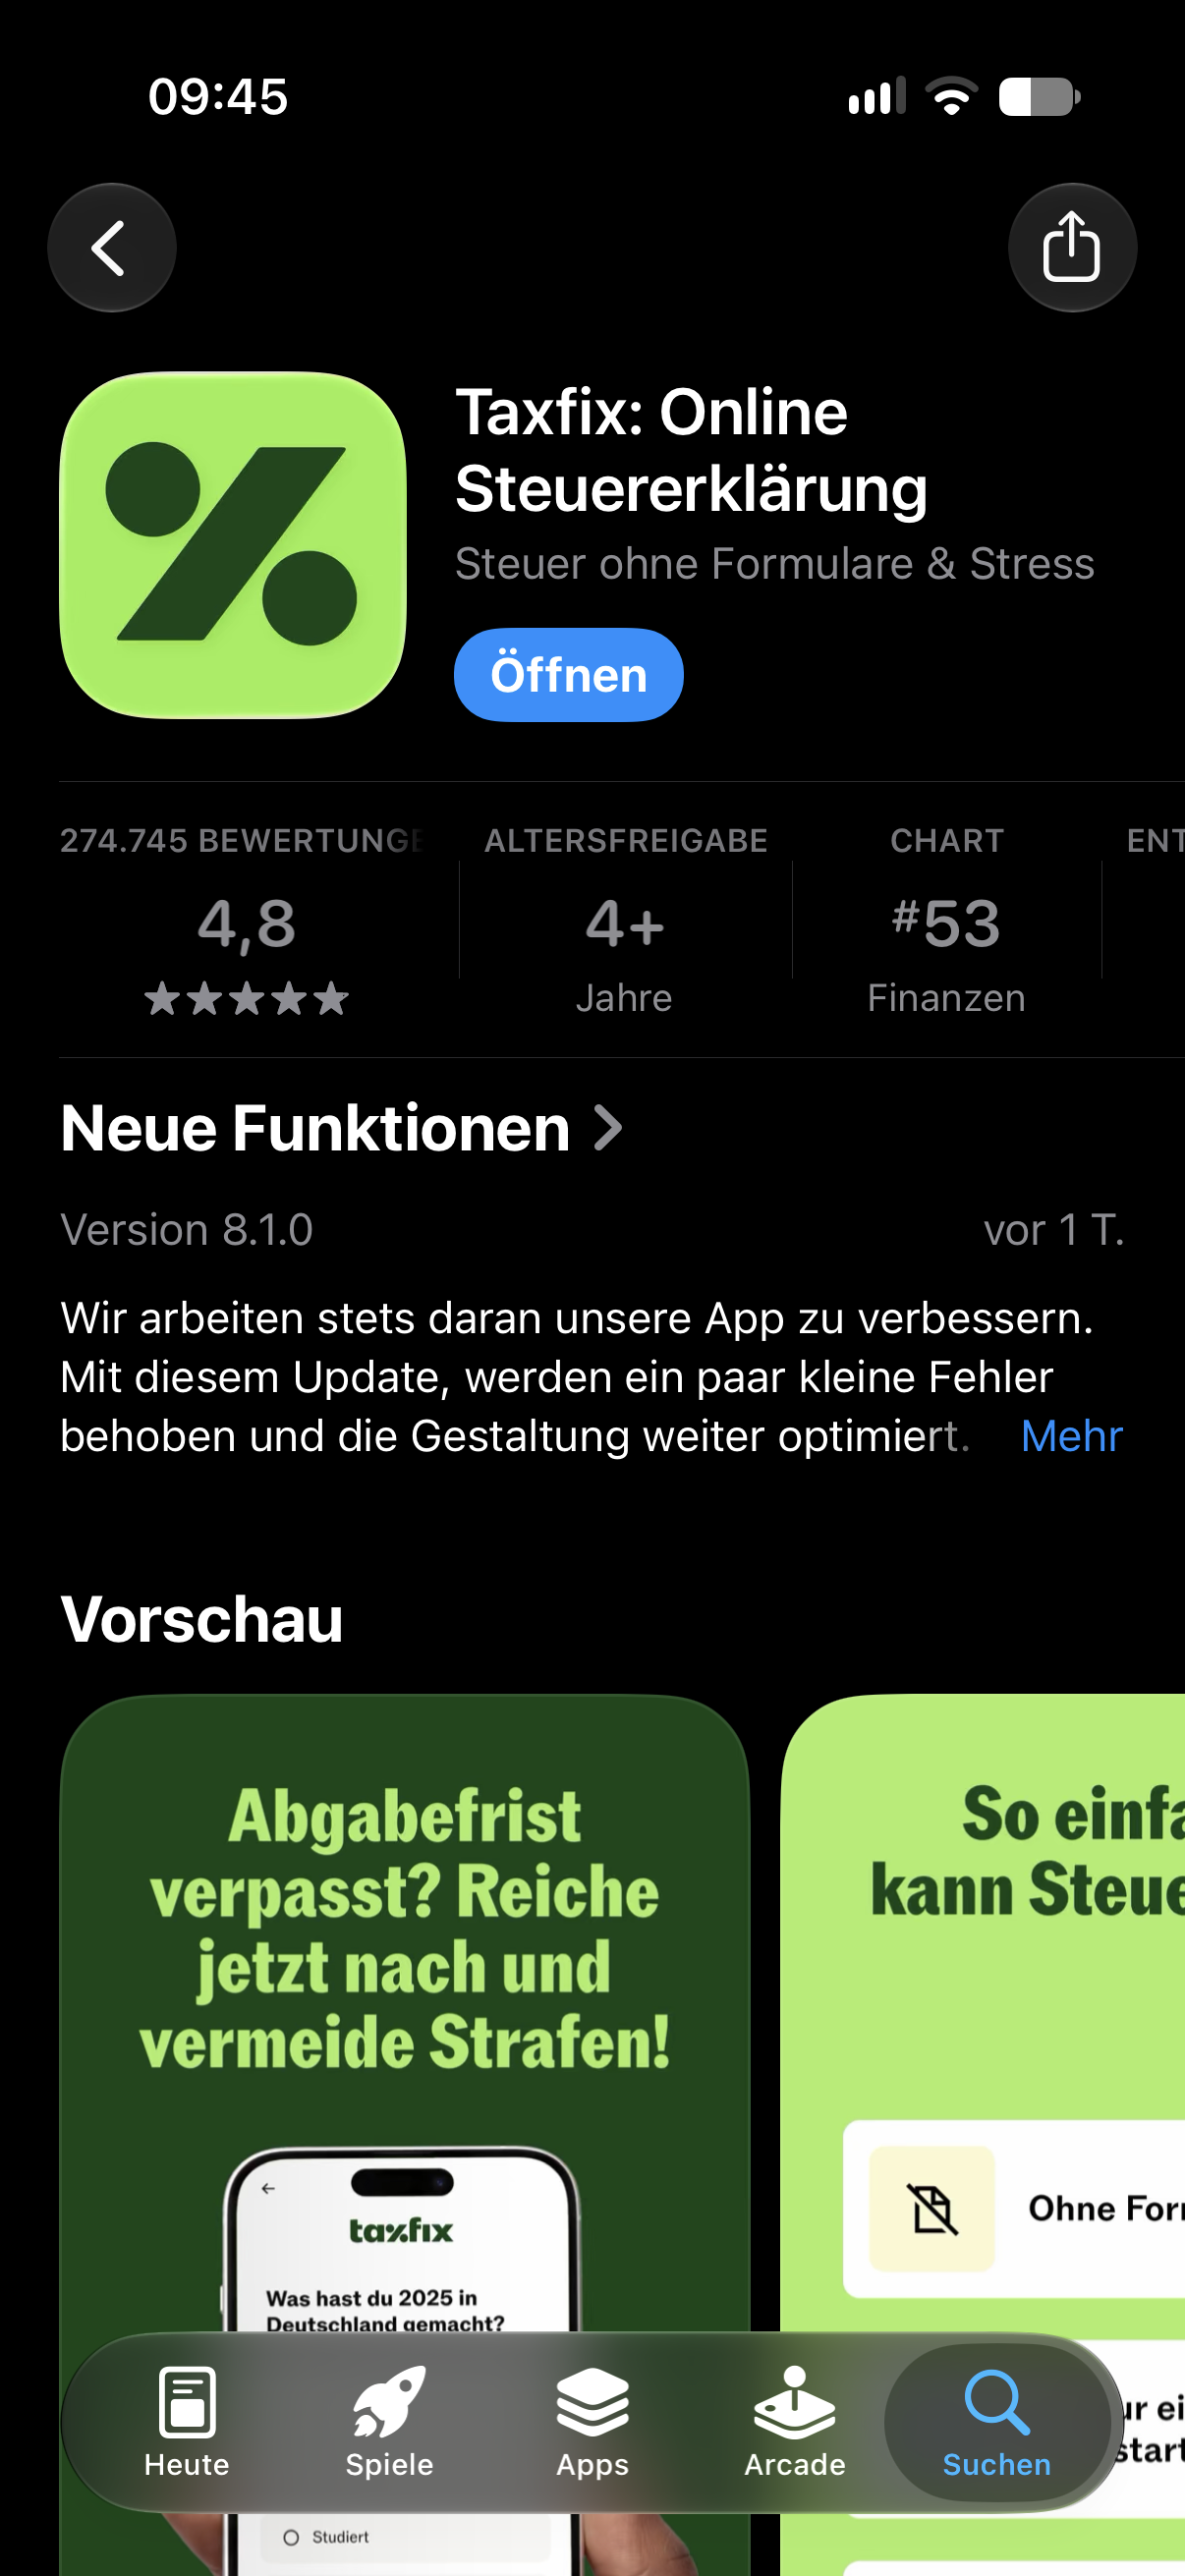 09:45
Taxfix: Online
Steuererklärung
Steuer ohne Formulare & Stress
Öffnen
274.745 BEWERTUNGE
4,8
ALTERSFREIGABE
4+
Jahre
CHART
#53
Finanzen
ENT
Neue Funktionen
Version 8.1.0
vor 1 T.
Wir arbeiten stets daran unsere App zu verbessern.
Mit diesem Update, werden ein paar kleine Fehler
behoben und die Gestaltung weiter optimiert.
Mehr
Vorschau
Abgabefrist
verpasst? Reiche
jetzt nach und
vermeide Strafen!
taxfix
Was hast du 2025 in
Deutschland gemacht?
Studiert
So einfa
kann Steue
Ohne Forr
ur ei
start
Heute
Spiele
Apps
Arcade
Suchen